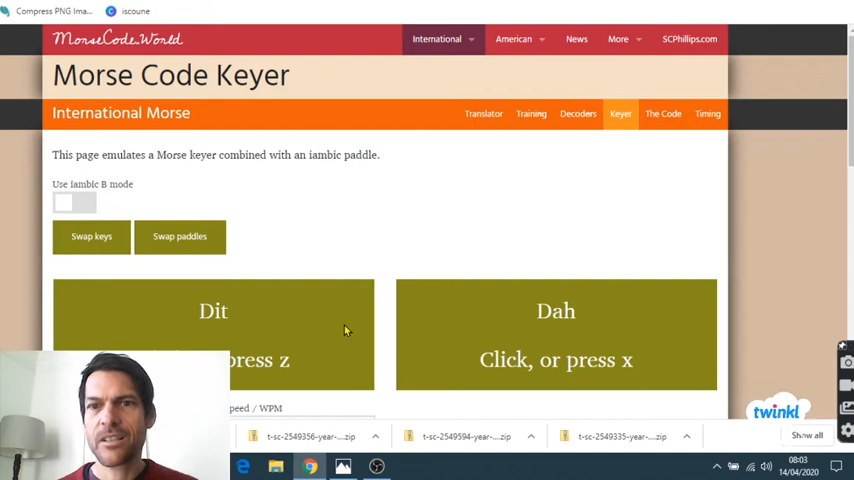 Compress PNG Ima... iscoune
MorseCode.World International American News More SCPhillips.com
Morse Code Keyer
International Morse Translator Training Decoders Keyer The Code Timing
This page emulates a Morse keyer combined with an iambic paddle.
Use iambic B mode
Swap keys Swap paddles
Dit Dah
press z Click, or press x
peed / WPM
twinkl
t-sc-2549356-year-....zip t-sc-2549594-year-....zip t-sc-2549335-year-....zip Show all
08:03
14/04/2020